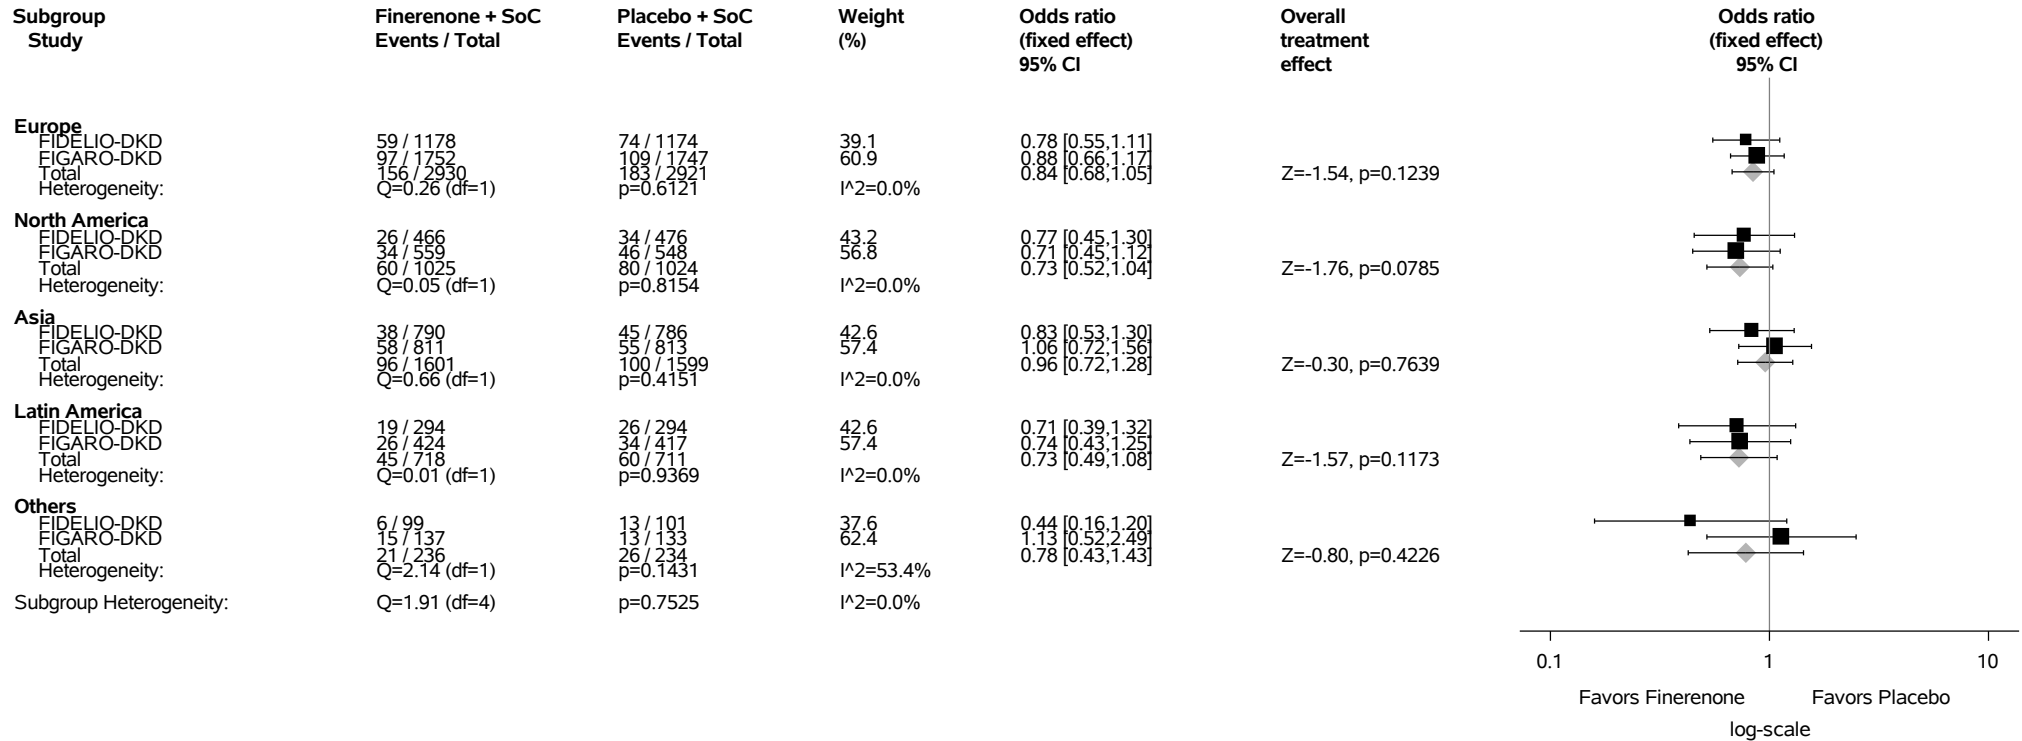 Subgroup Finerenone + SoC Placebo + SoC Weight Odds ratio Overall Odds ratio
Study Events / Total Events / Total (%) (fixed effect) treatment (fixed effect)
95% CI effect 95% CI
Europe
FIDELIO-DKD 59 / 1178 74 / 1174 39.1 0.78 [0.55,1.11]
FIGARO-DKD 97 / 1752 109 / 1747 60.9 0.88 [0.66,1.17]
Total 156 / 2930 183 / 2921 0.84 [0.68,1.05] Z=-1.54, p=0.1239
Heterogeneity: Q=0.26 (df=1) p=0.6121 I^2=0.0%
North America
FIDELIO-DKD 26 / 466 34 / 476 43.2 0.77 [0.45,1.30]
FIGARO-DKD 34 / 559 46 / 548 56.8 0.71 [0.45,1.12]
Total 60 / 1025 80 / 1024 0.73 [0.52,1.04] Z=-1.76, p=0.0785
Heterogeneity: Q=0.05 (df=1) p=0.8154 I^2=0.0%
Asia
FIDELIO-DKD 38 / 790 45 / 786 42.6 0.83 [0.53,1.30]
FIGARO-DKD 58 / 811 55 / 813 57.4 1.06 [0.72,1.56]
Total 96 / 1601 100 / 1599 0.96 [0.72,1.28] Z=-0.30, p=0.7639
Heterogeneity: Q=0.66 (df=1) p=0.4151 I^2=0.0%
Latin America
FIDELIO-DKD 19 / 294 26 / 294 42.6 0.71 [0.39,1.32]
FIGARO-DKD 26 / 424 34 / 417 57.4 0.74 [0.43,1.25]
Total 45 / 718 60 / 711 0.73 [0.49,1.08] Z=-1.57, p=0.1173
Heterogeneity: Q=0.01 (df=1) p=0.9369 I^2=0.0%
Others
FIDELIO-DKD 6 / 99 13 / 101 37.6 0.44 [0.16,1.20]
FIGARO-DKD 15 / 137 13 / 133 62.4 1.13 [0.52,2.49]
Total 21 / 236 26 / 234 0.78 [0.43,1.43] Z=-0.80, p=0.4226
Heterogeneity: Q=2.14 (df=1) p=0.1431 I^2=53.4%
Subgroup Heterogeneity: Q=1.91 (df=4) p=0.7525 I^2=0.0%
0.1 1 10
Favors Finerenone Favors Placebo
log-scale